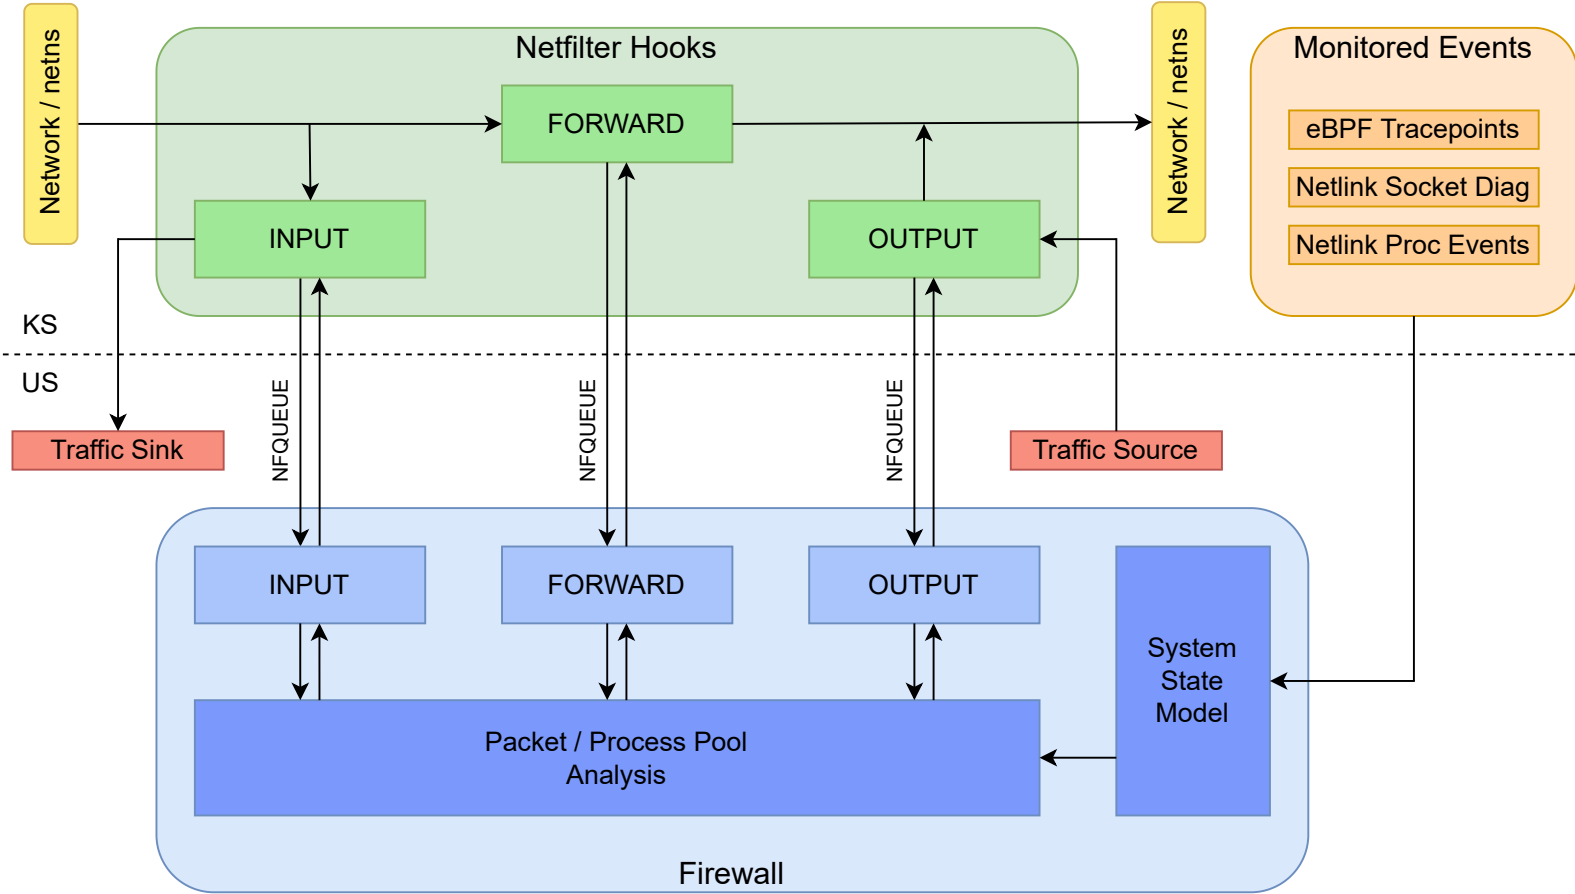 Network / netns
Netfilter Hooks
Network / netns
Monitored Events
FORWARD
eBPF Tracepoints
Netlink Socket Diag
INPUT
OUTPUT
Netlink Proc Events
KS
US
NFQUEUE
NFQUEUE
NFQUEUE
Traffic Sink
Traffic Source
INPUT
FORWARD
OUTPUT
System
State
Model
Packet / Process Pool
Analysis
Firewall